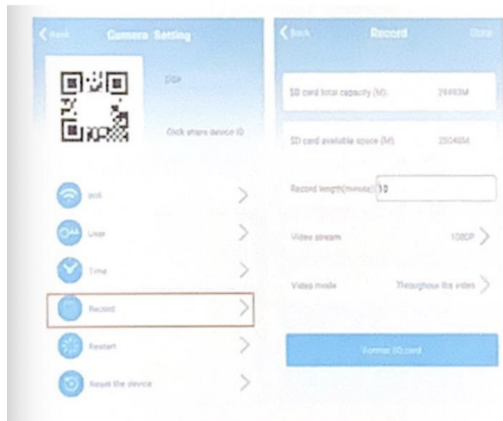 Back
Camera Setting
Click share device ID
Wifi
User
Time
Record
Restart
Reset the device
Back
Record
Done
SD card total capacity (M):
SD card available space (M):
Record length(minute)
10
Video stream
1080P
Video mode
Throughout the video
Format SD card